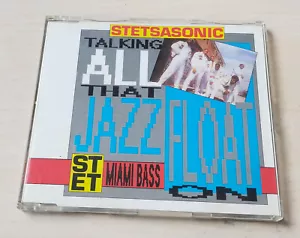 STETSASONIC
TALKING
ALL
THAT
JAZZ
FLOAT
ON
ST
ET
MIAMI BASS